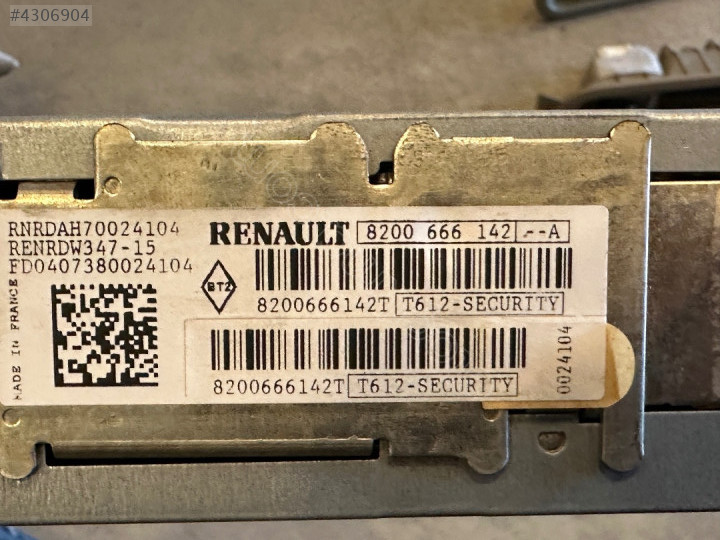 #4306904
RNRDAH70024104
RENRDW347-15
FD0407380024104
MADE IN FRANCE
RENAULT 8200 666 142 --A
BT2
8200666142T T612-SECURITY
8200666142T T612-SECURITY
0024104